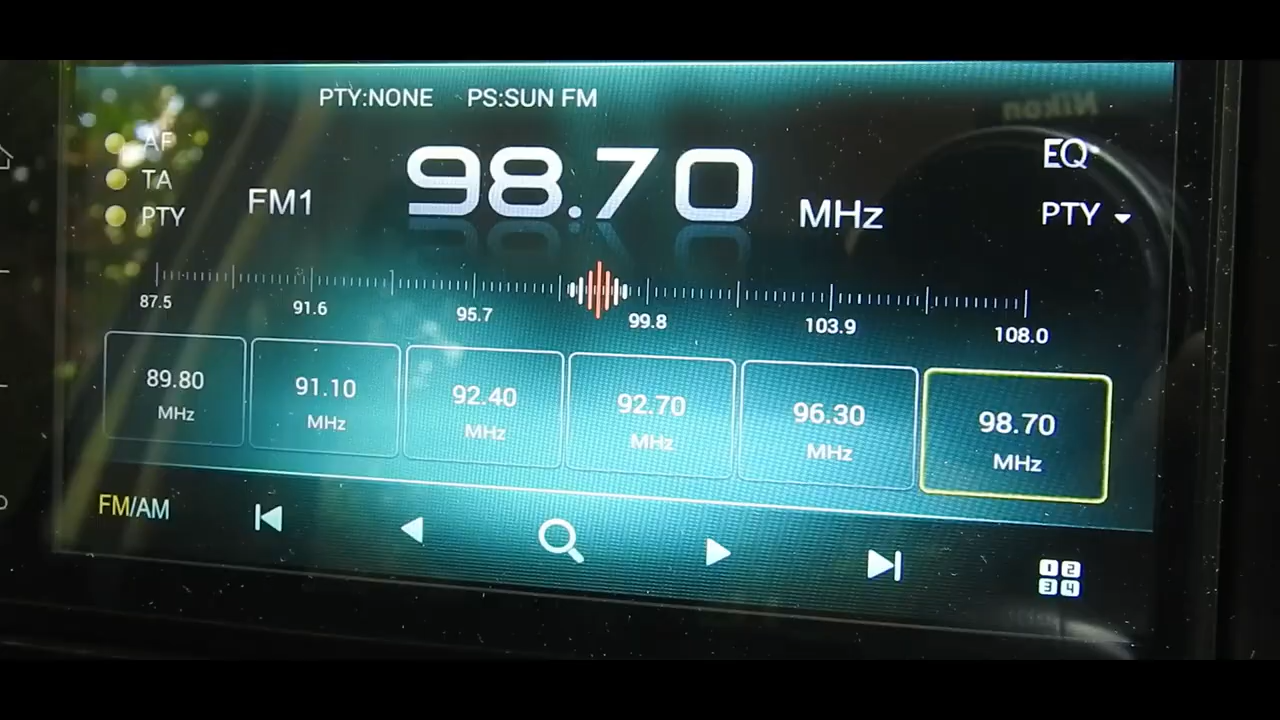 PTY:NONE PS:SUN FM
Nikon
AF
TA
PTY
FM1
98.70
MHz
EQ
PTY
87.5 91.6 95.7 99.8 103.9 108.0
89.80 91.10 92.40 92.70 96.30 98.70
MHz MHz MHz MHz MHz MHz
FM/AM
1 2
3 4